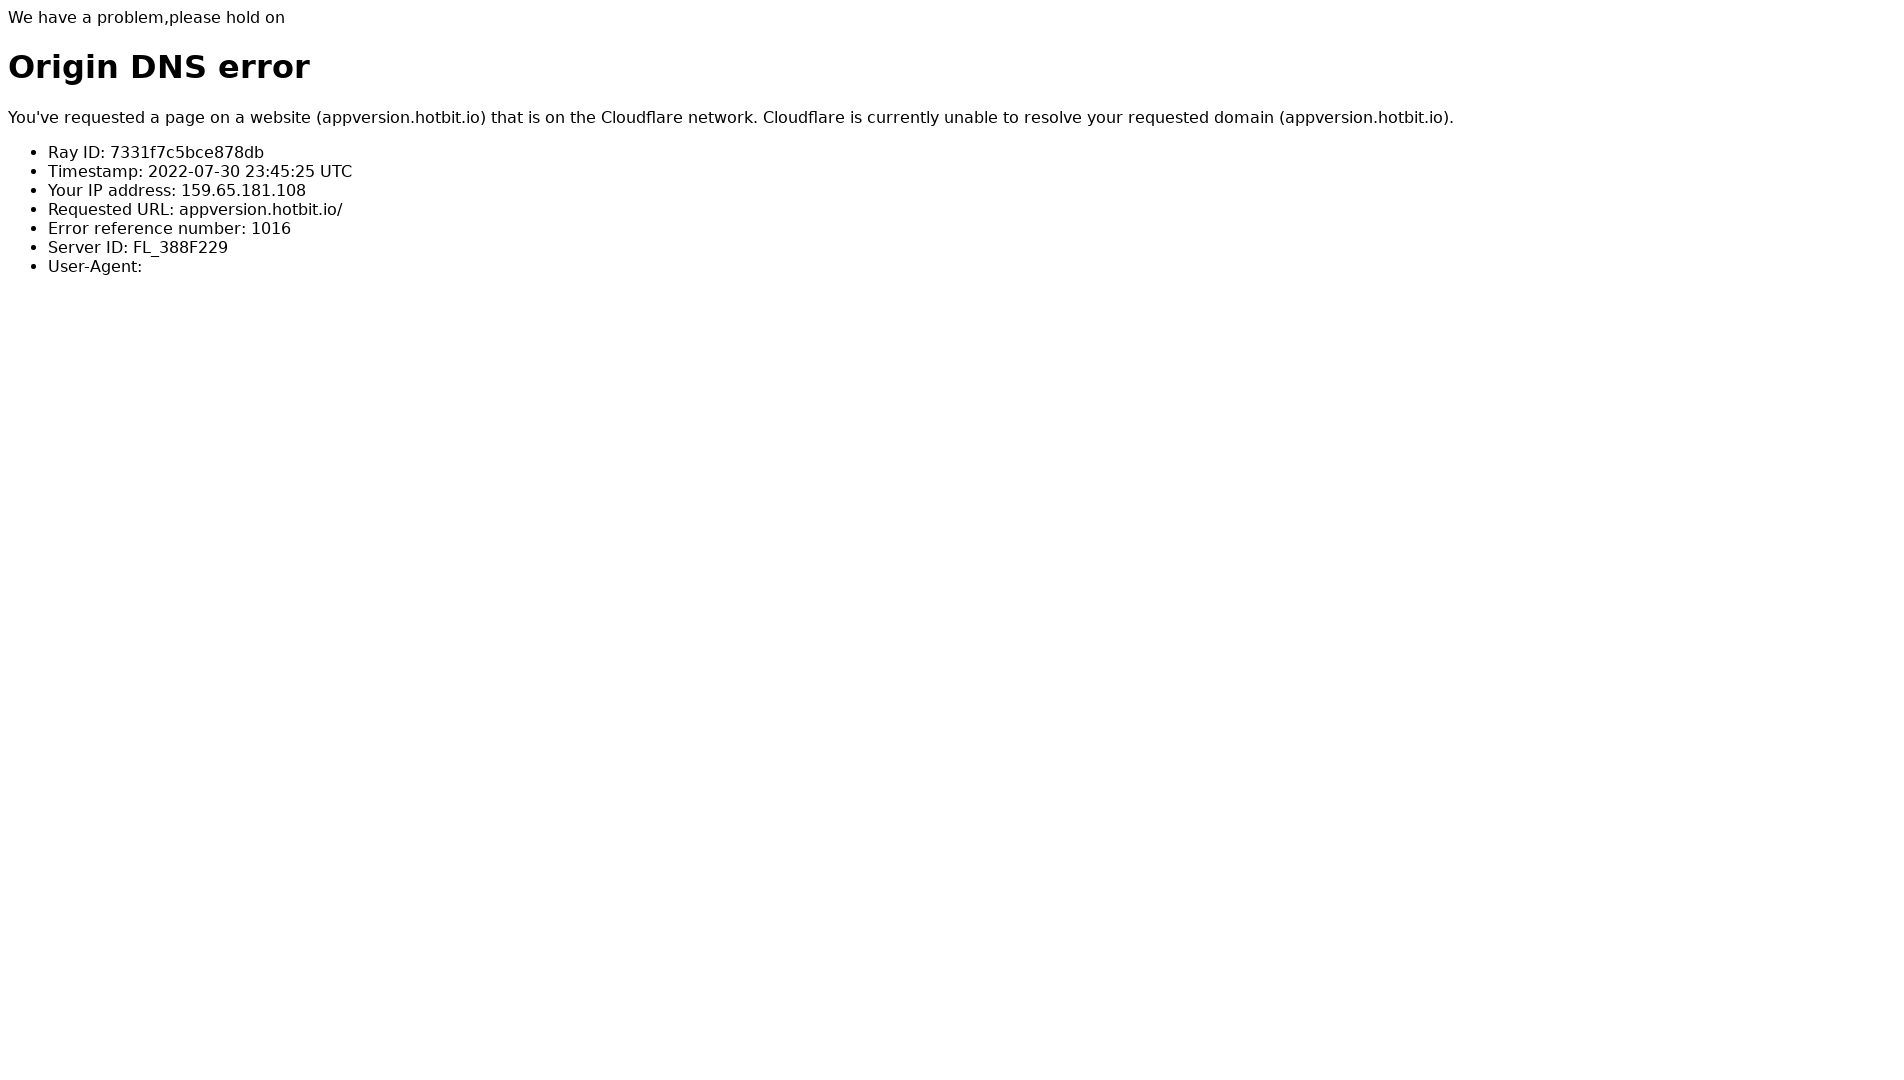 We have a problem,please hold on
Origin DNS error
You've requested a page on a website (appversion.hotbit.io) that is on the Cloudflare network. Cloudflare is currently unable to resolve your requested domain (appversion.hotbit.io).
• Ray ID: 7331f7c5bce878db
• Timestamp: 2022-07-30 23:45:25 UTC
• Your IP address: 159.65.181.108
• Requested URL: appversion.hotbit.io/
• Error reference number: 1016
• Server ID: FL_388F229
• User-Agent: